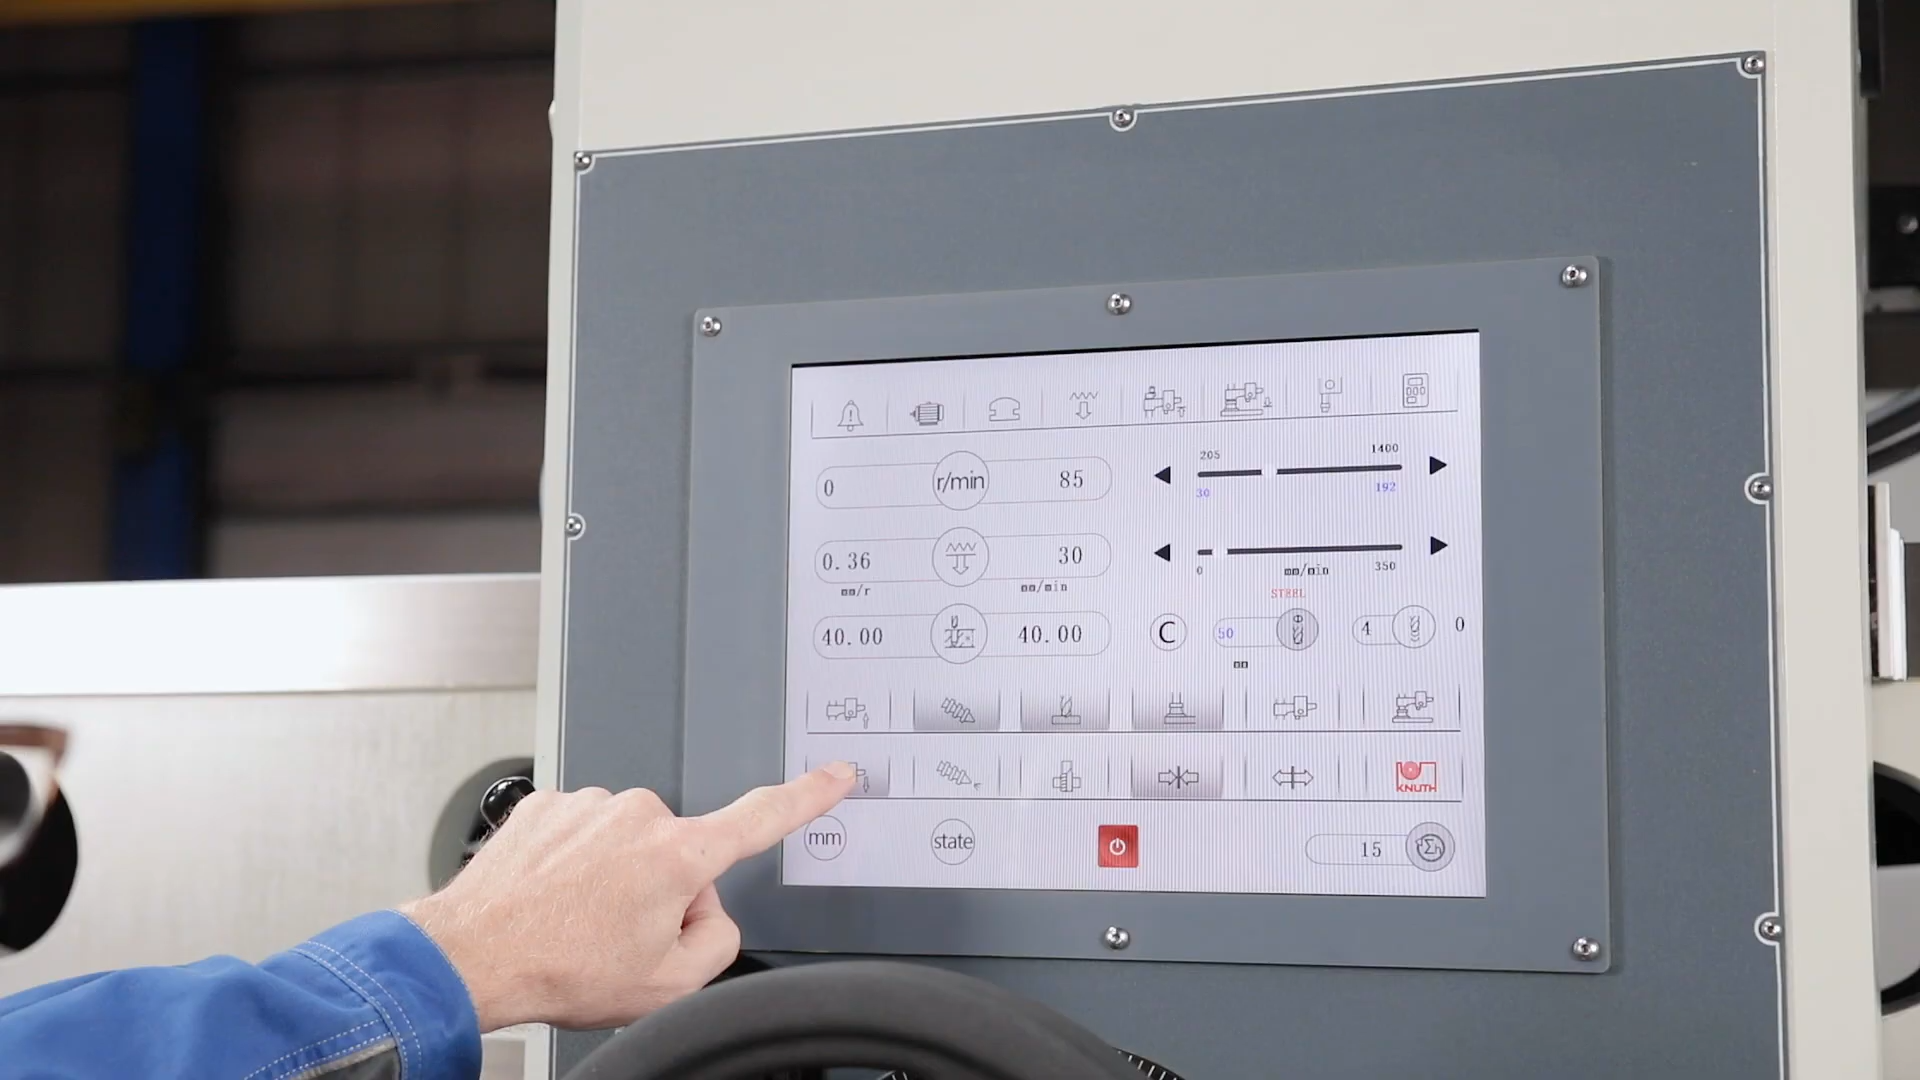 205 1400
0 r/min 85
30 192
0.36 30
mm/r mm/min
0 mm/min 350
STEEL
40.00 40.00 C 50 4 0
mm
KNUTH
mm state 15